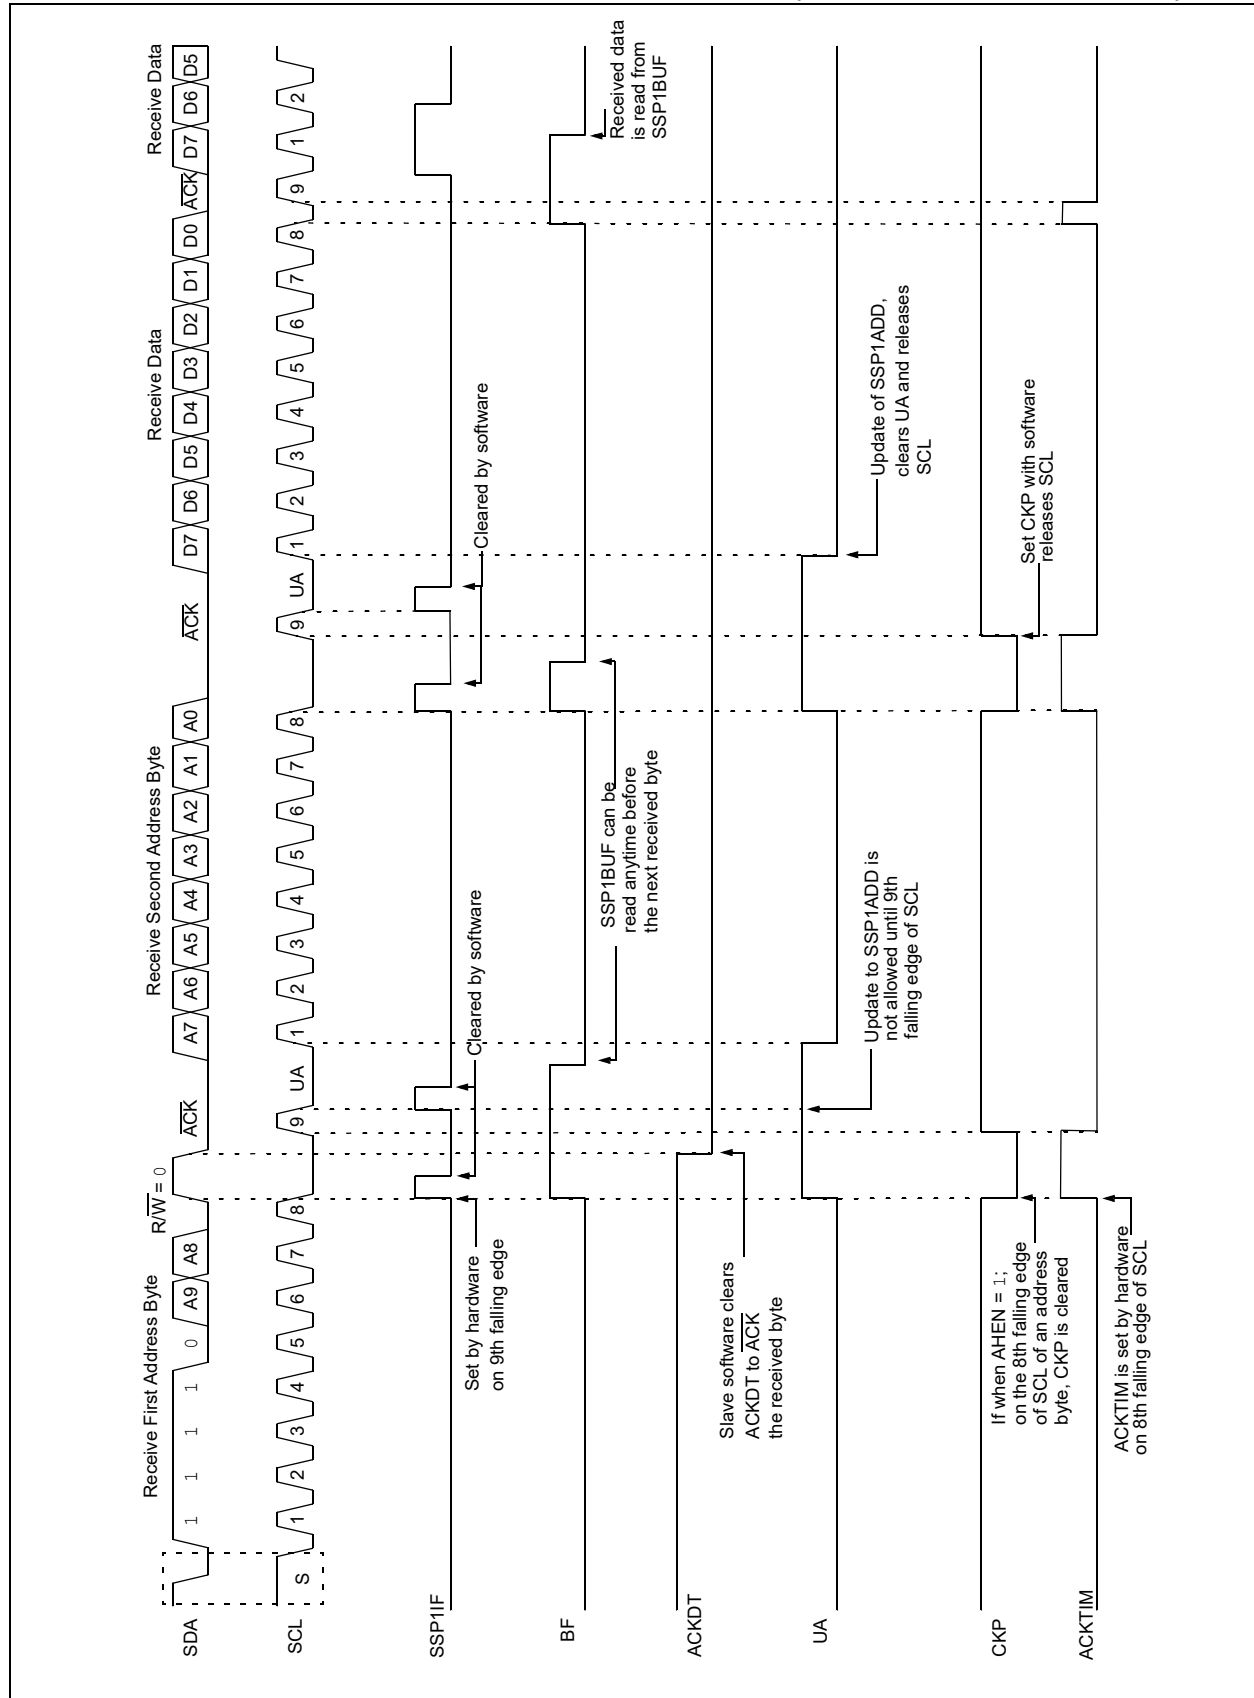 Receive First Address Byte
R/W = 0
Receive Second Address Byte
Receive Data
Receive Data
SDA
1 1 1 1 0 A9 A8
ACK
A7 A6 A5 A4 A3 A2 A1 A0
ACK
D7 D6 D5 D4 D3 D2 D1 D0
ACK
D7 D6 D5
SCL
S
1 2 3 4 5 6 7 8 9 UA
1 2 3 4 5 6 7 8 9 UA
1 2 3 4 5 6 7 8 9
1 2
SSP1IF
Set by hardware
on 9th falling edge
Cleared by software
Cleared by software
BF
SSP1BUF can be
read anytime before
the next received byte
Received data
is read from
SSP1BUF
ACKDT
Slave software clears
ACKDT to ACK
the received byte
UA
Update to SSP1ADD is
not allowed until 9th
falling edge of SCL
Update of SSP1ADD,
clears UA and releases
SCL
CKP
If when AHEN = 1;
on the 8th falling edge
of SCL of an address
byte, CKP is cleared
Set CKP with software
releases SCL
ACKTIM
ACKTIM is set by hardware
on 8th falling edge of SCL